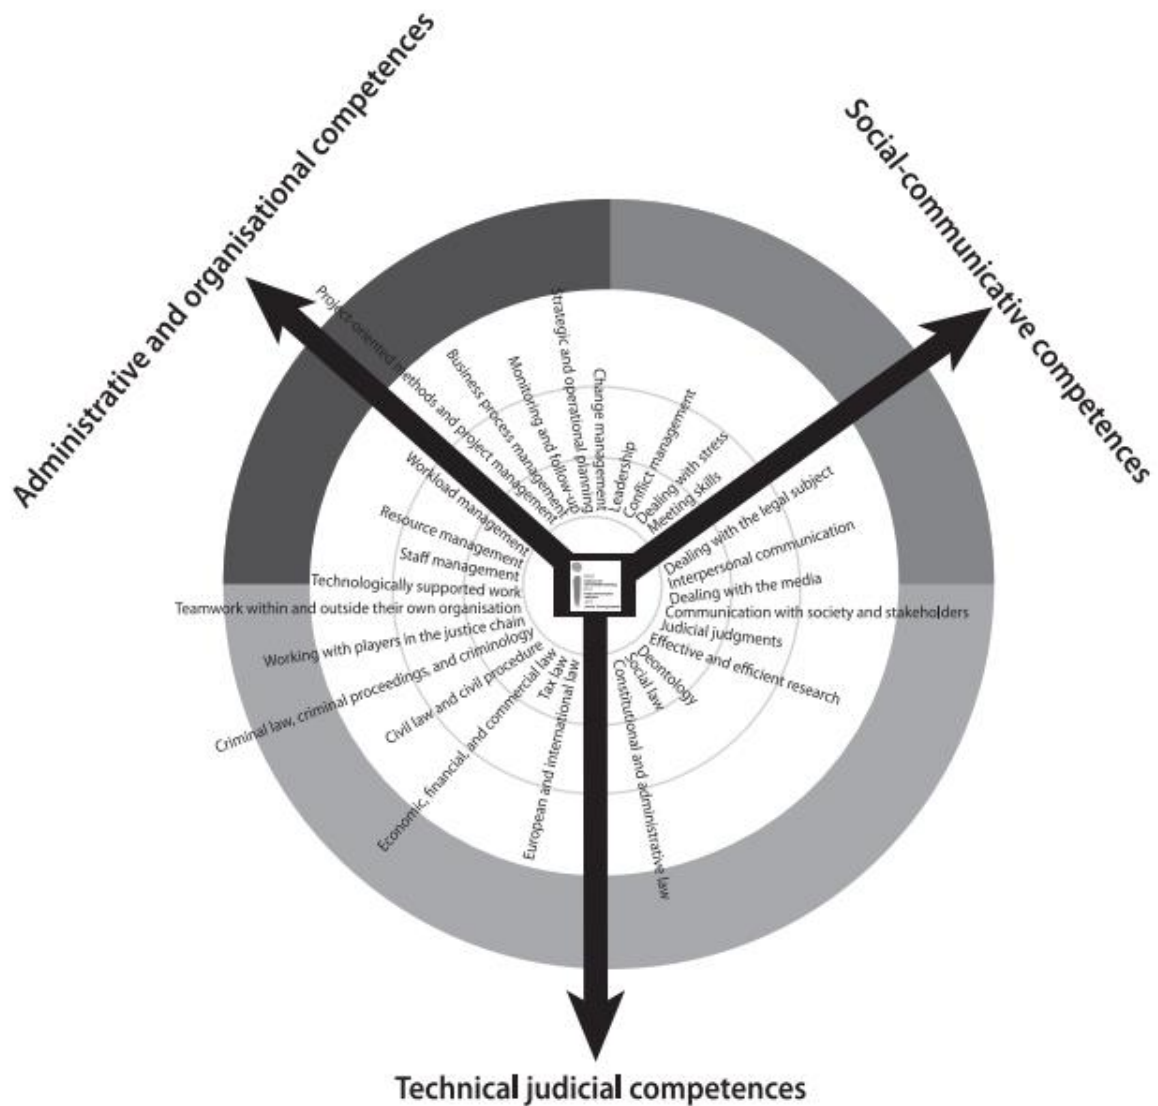 Administrative and organisational competences
Social-communicative competences
Strategic and operational planning
Change management
Leadership
Conflict management
Dealing with stress
Meeting skills
Dealing with the legal subject
Interpersonal communication
Dealing with the media
Communication with society and stakeholders
Judicial judgments
Effective and efficient research
Deontology
Social law
Constitutional and administrative law
European and international law
Tax law
Economic, financial, and commercial law
Civil law and civil procedure
Criminal law, criminal proceedings, and criminology
Working with players in the justice chain
Teamwork within and outside their own organisation
Technologically supported work
Staff management
Resource management
Workload management
Project-oriented methods and project management
Business process management
Monitoring and follow-up
Technical judicial competences